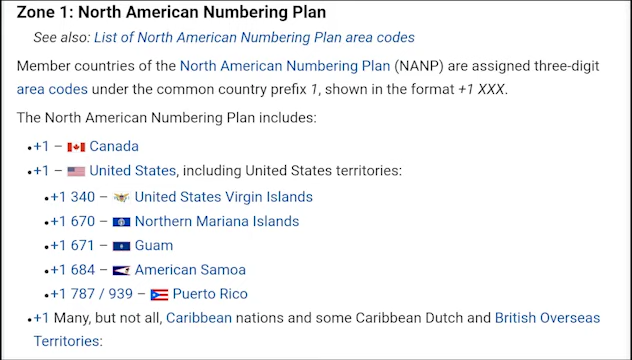 Zone 1: North American Numbering Plan
See also: List of North American Numbering Plan area codes
Member countries of the North American Numbering Plan (NANP) are assigned three-digit
area codes under the common country prefix 1, shown in the format +1 XXX.
The North American Numbering Plan includes:
•+1 – Canada
•+1 – United States, including United States territories:
•+1 340 – United States Virgin Islands
•+1 670 – Northern Mariana Islands
•+1 671 – Guam
•+1 684 – American Samoa
•+1 787 / 939 – Puerto Rico
•+1 Many, but not all, Caribbean nations and some Caribbean Dutch and British Overseas
Territories: